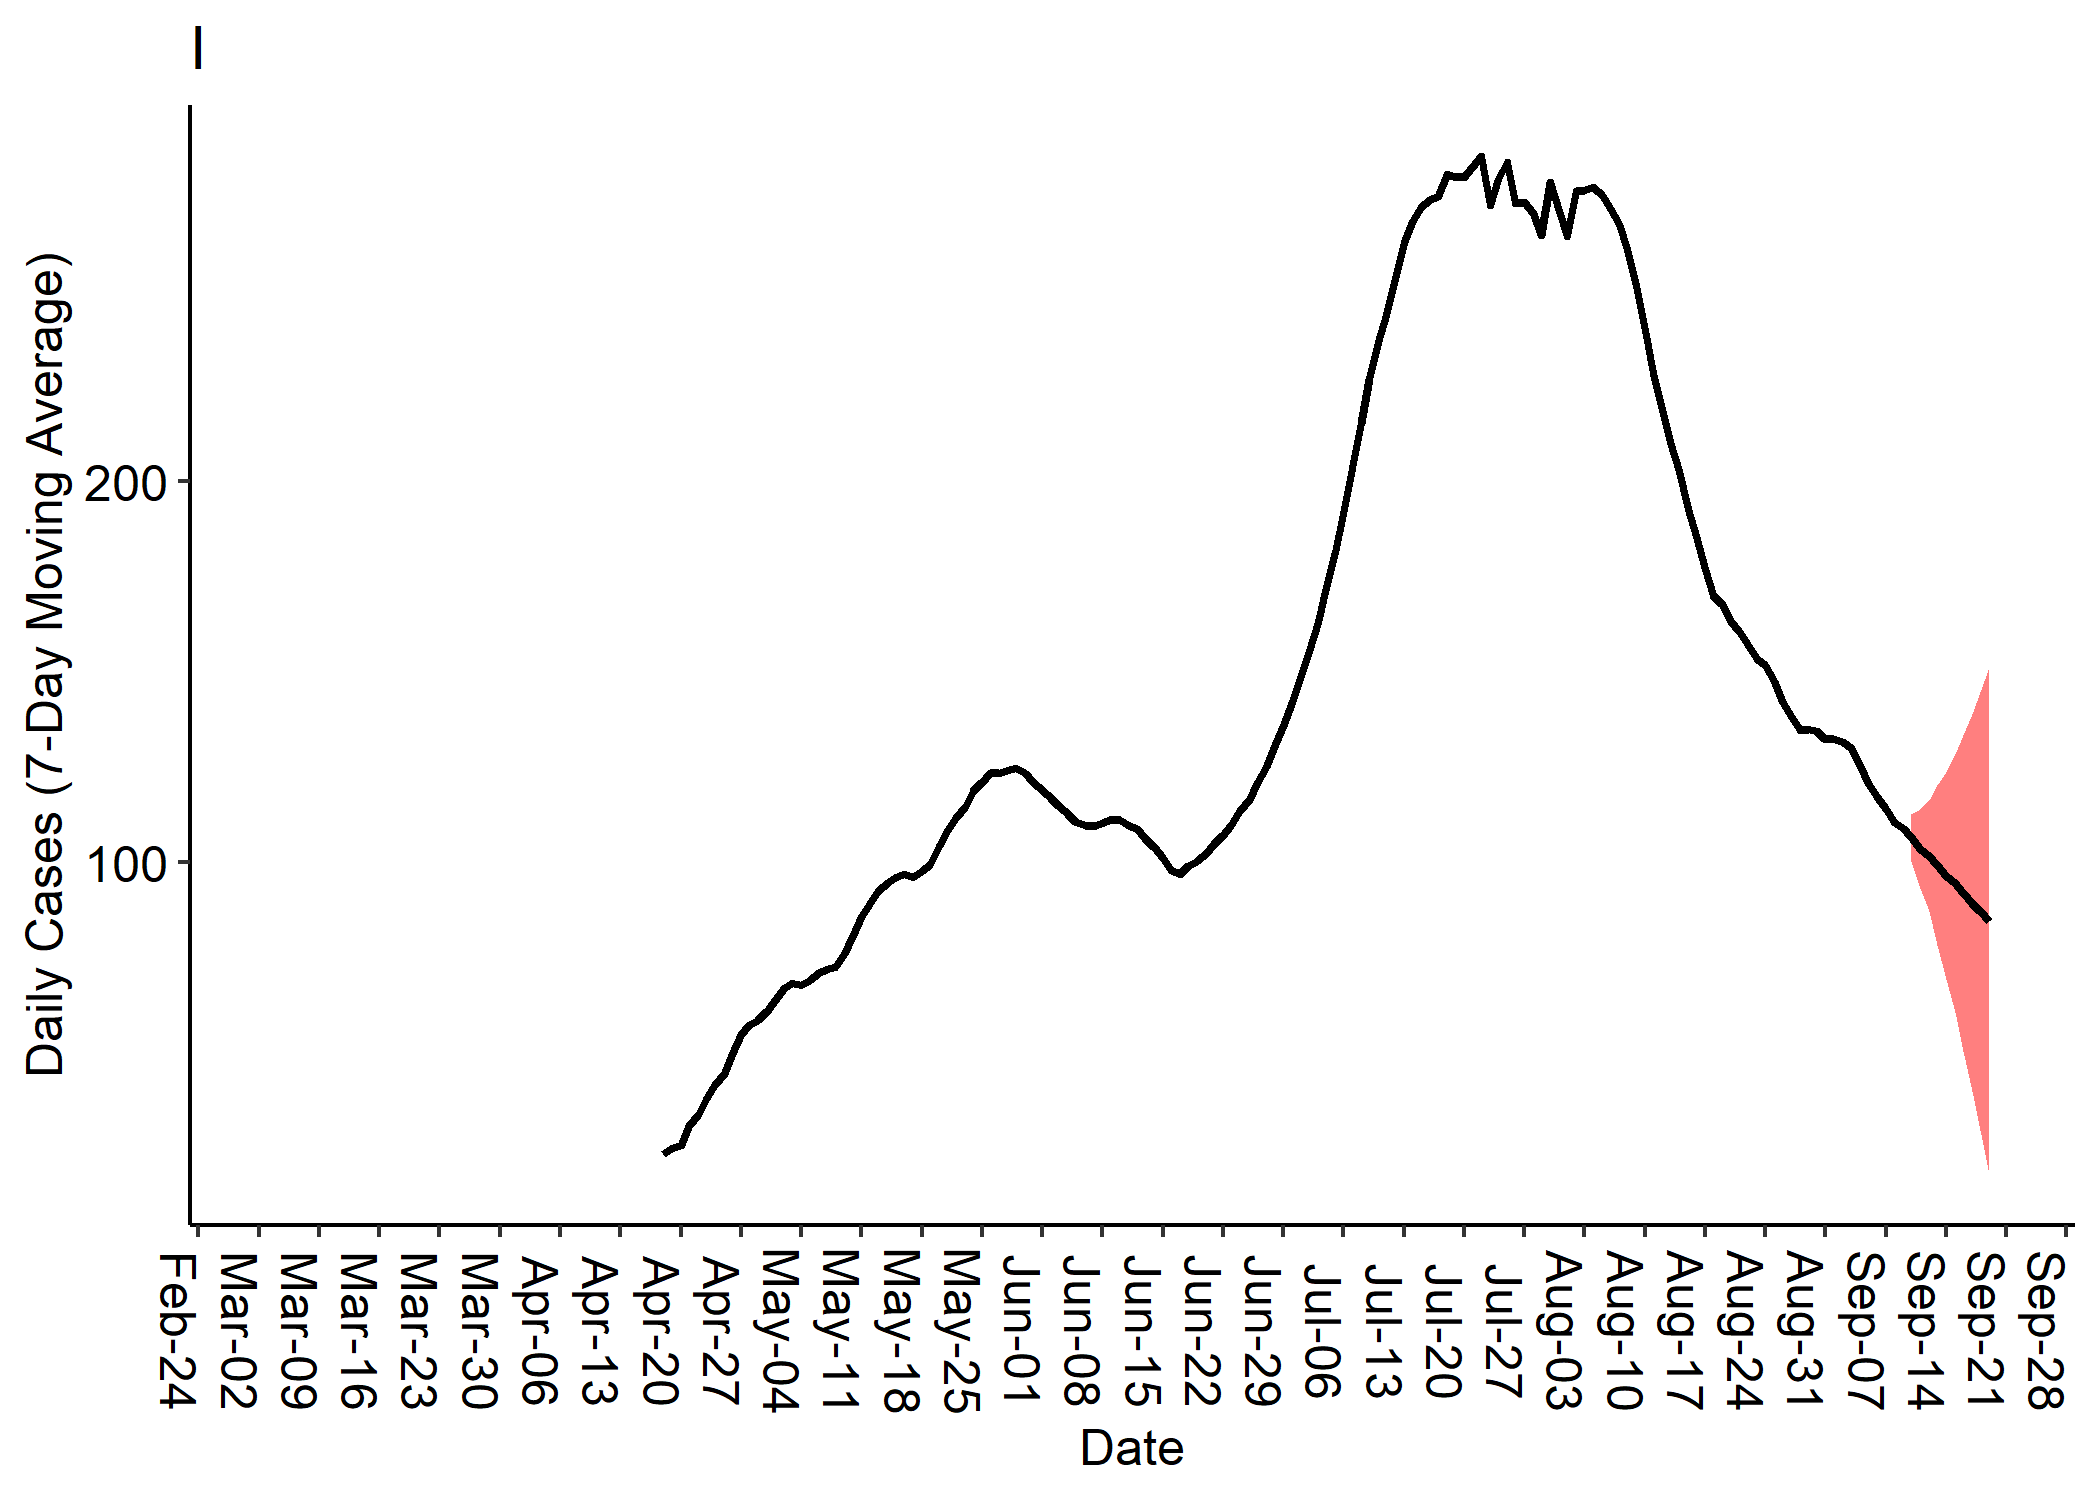 I
Daily Cases (7-Day Moving Average)
200
100
Feb-24
Mar-02
Mar-09
Mar-16
Mar-23
Mar-30
Apr-06
Apr-13
Apr-20
Apr-27
May-04
May-11
May-18
May-25
Jun-01
Jun-08
Jun-15
Jun-22
Jun-29
Jul-06
Jul-13
Jul-20
Jul-27
Aug-03
Aug-10
Aug-17
Aug-24
Aug-31
Sep-07
Sep-14
Sep-21
Sep-28
Date